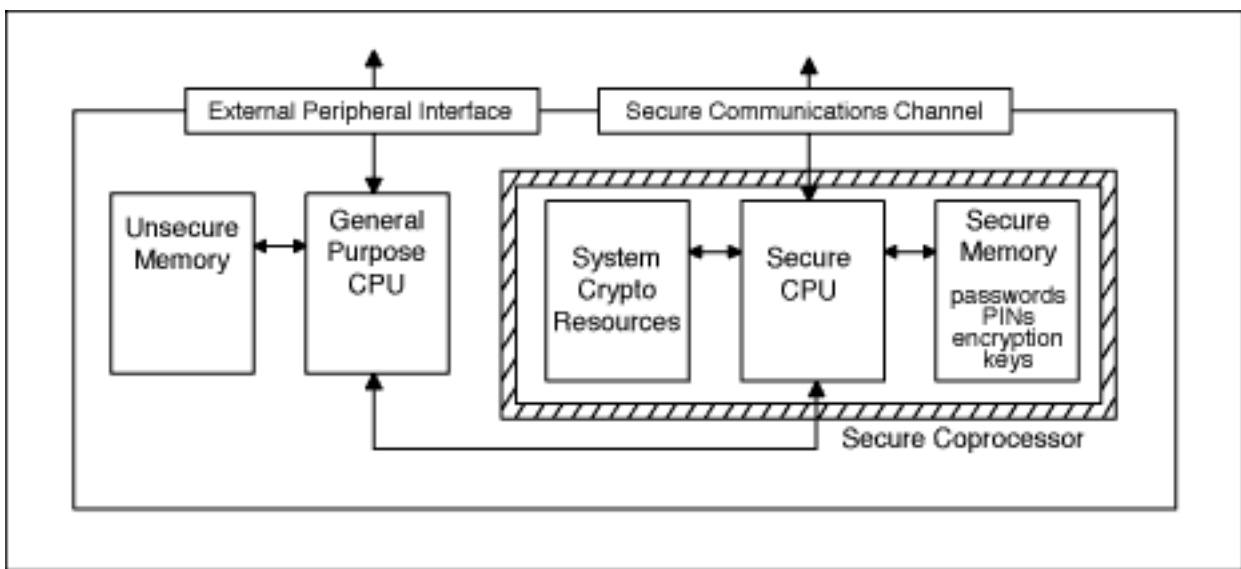 External Peripheral Interface
Secure Communications Channel
Unsecure
Memory
General
Purpose
CPU
System
Crypto
Resources
Secure
CPU
Secure
Memory
passwords
PINs
encryption
keys
Secure Coprocessor